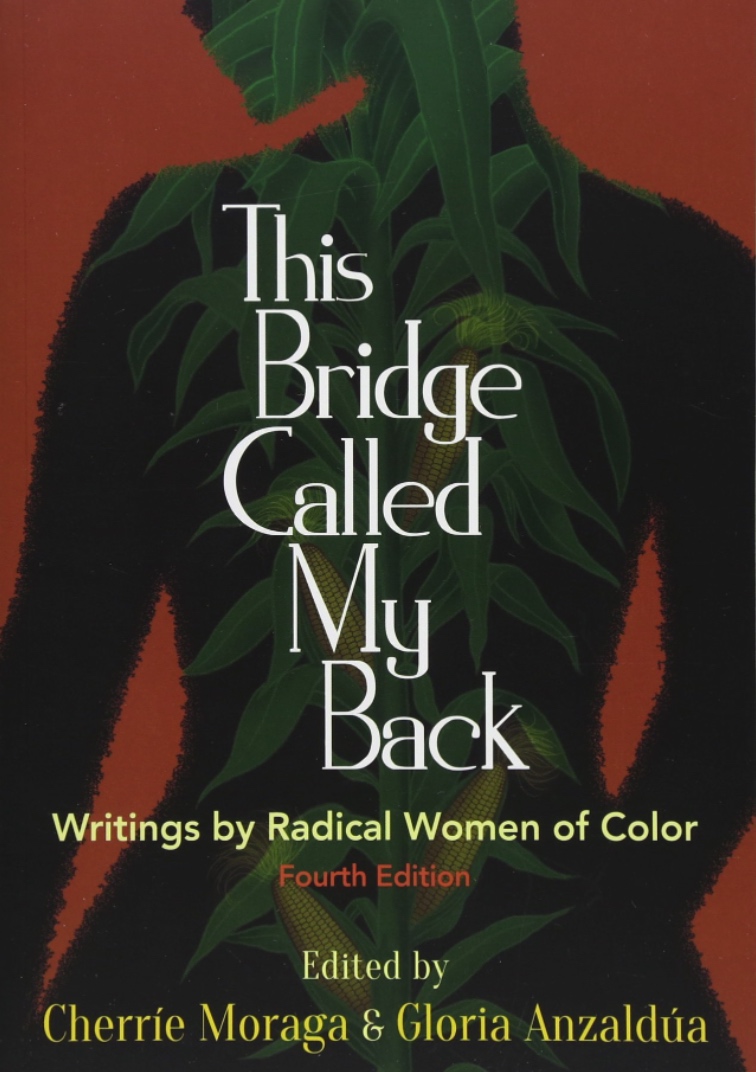 This
Bridge
Called
My
Back
Writings by Radical Women of Color
Fourth Edition
Edited by
Cherríe Moraga & Gloria Anzaldúa